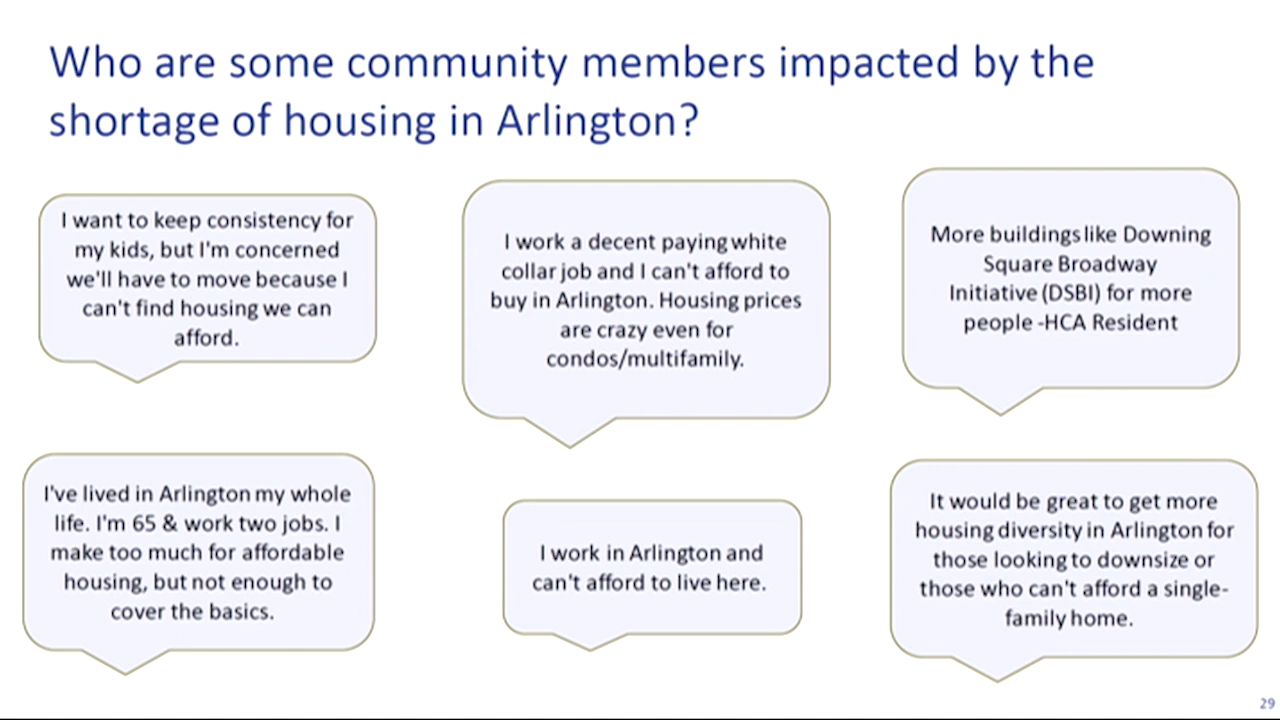 Who are some community members impacted by the
shortage of housing in Arlington?
I want to keep consistency for
my kids, but I'm concerned
we'll have to move because I
can't find housing we can
afford.
I work a decent paying white
collar job and I can't afford to
buy in Arlington. Housing prices
are crazy even for
condos/multifamily.
More buildings like Downing
Square Broadway
Initiative (DSBI) for more
people -HCA Resident
I've lived in Arlington my whole
life. I'm 65 & work two jobs. I
make too much for affordable
housing, but not enough to
cover the basics.
I work in Arlington and
can't afford to live here.
It would be great to get more
housing diversity in Arlington for
those looking to downsize or
those who can't afford a single-
family home.
29